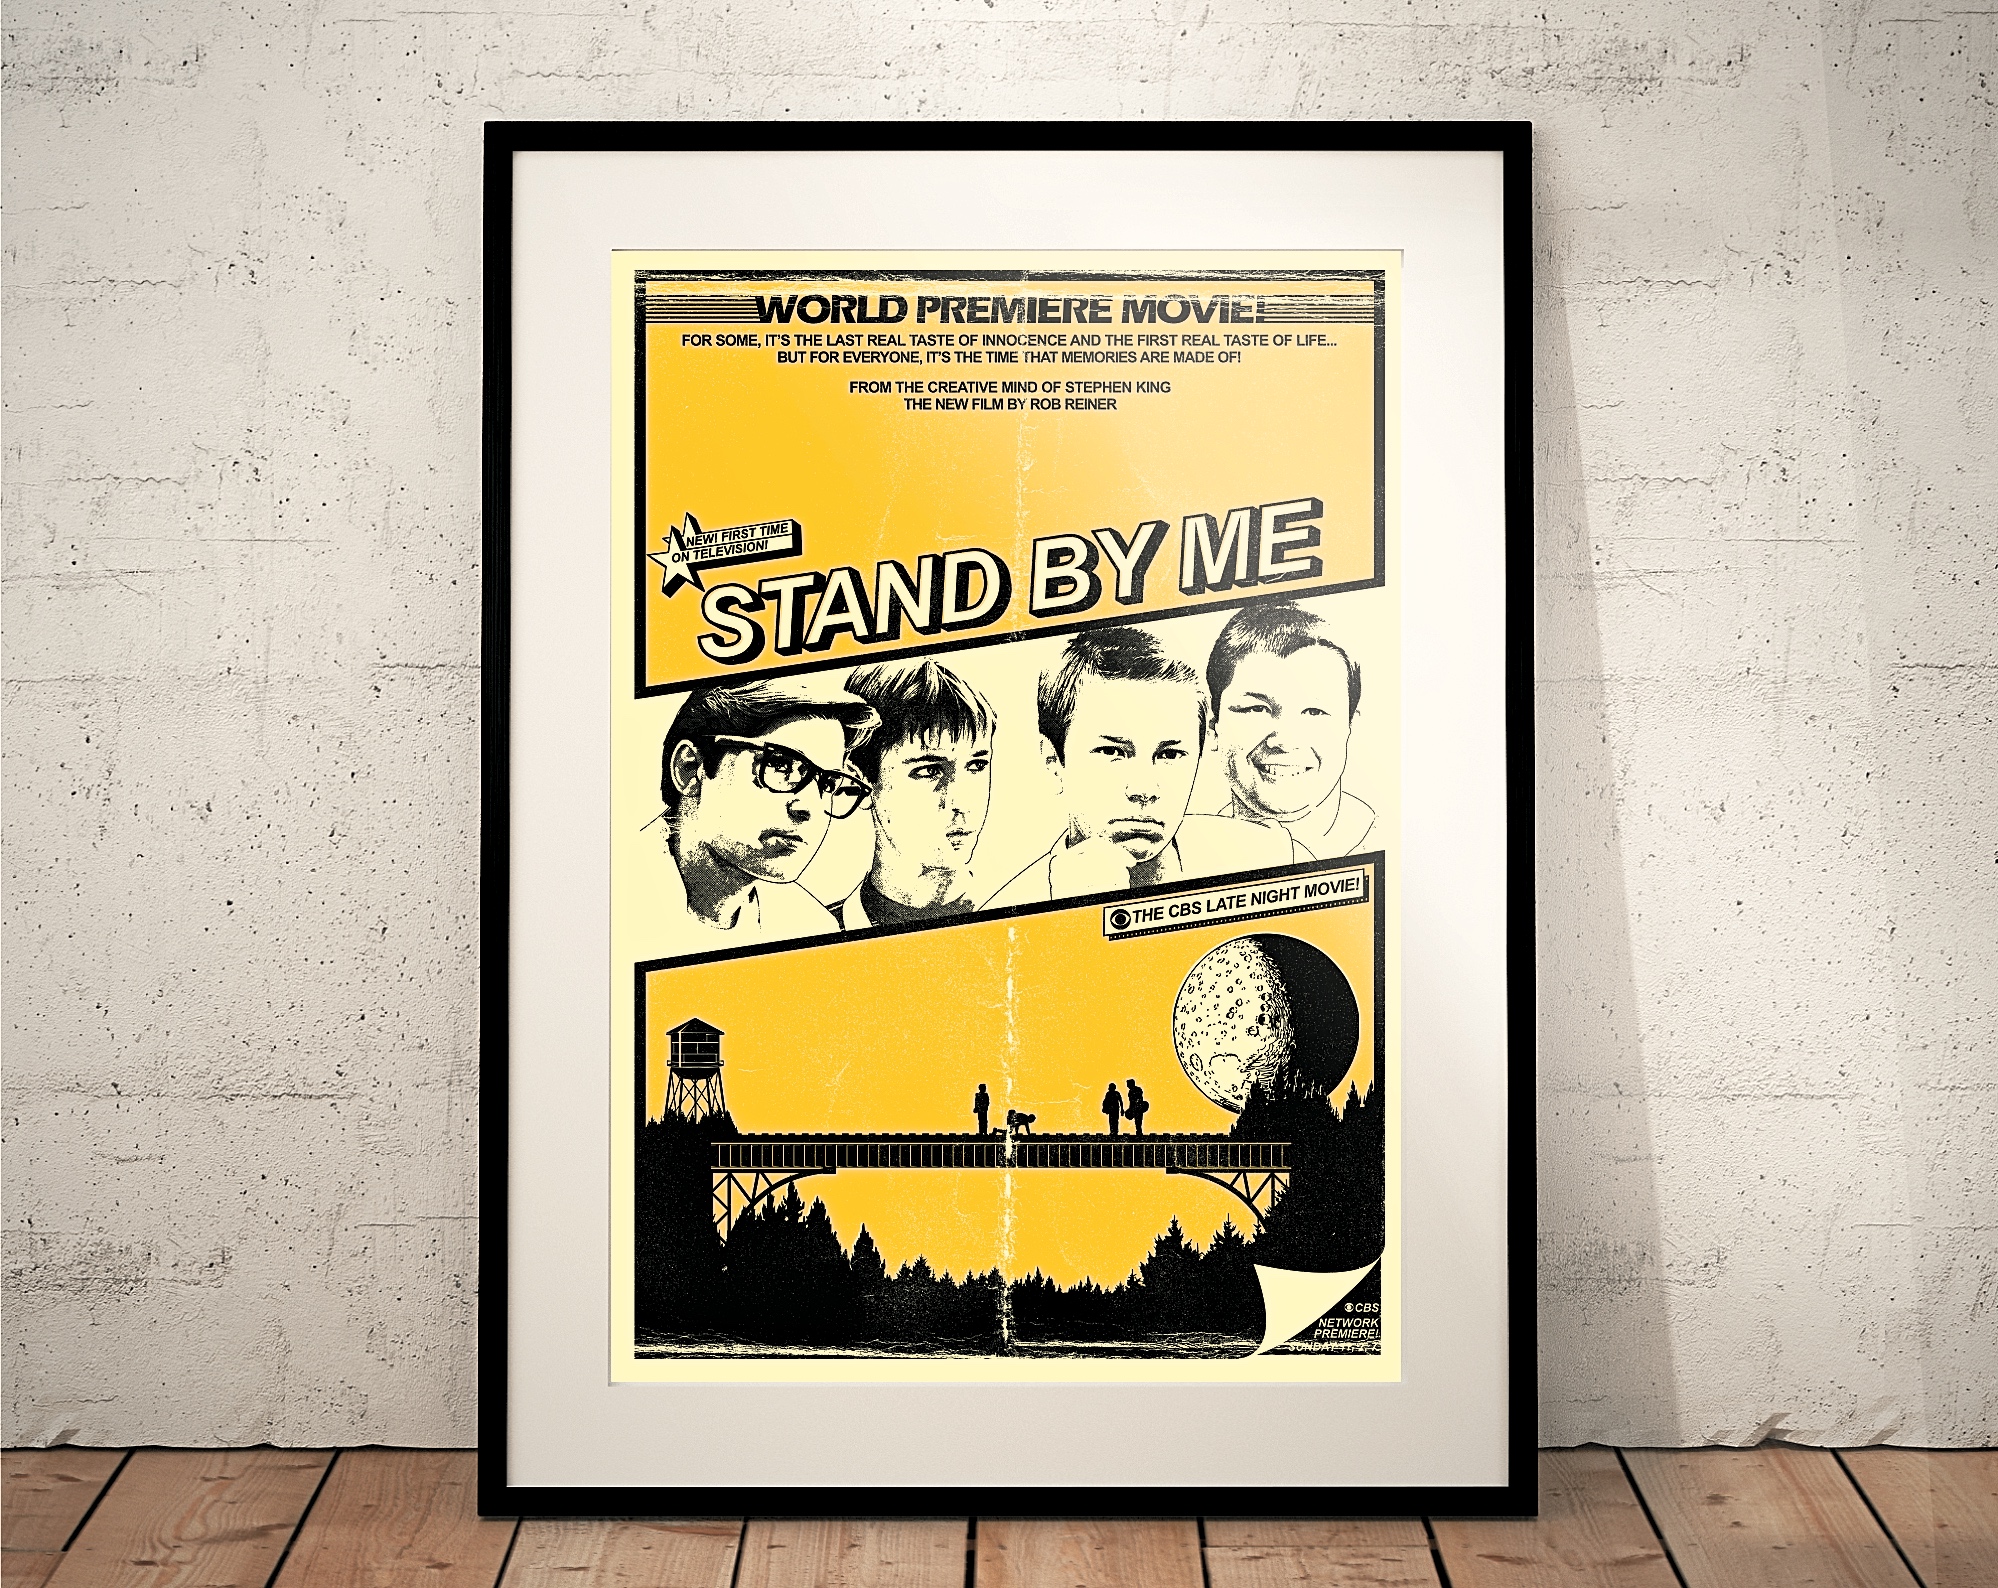 WORLD PREMIERE MOVIE!
FOR SOME, IT'S THE LAST REAL TASTE OF INNOCENCE AND THE FIRST REAL TASTE OF LIFE...
BUT FOR EVERYONE, IT'S THE TIME THAT MEMORIES ARE MADE OF!
FROM THE CREATIVE MIND OF STEPHEN KING
THE NEW FILM BY ROB REINER
NEW! FIRST TIME
ON TELEVISION!
STAND BY ME
THE CBS LATE NIGHT MOVIE!
CBS
NETWORK
PREMIERE!
SUNDAY